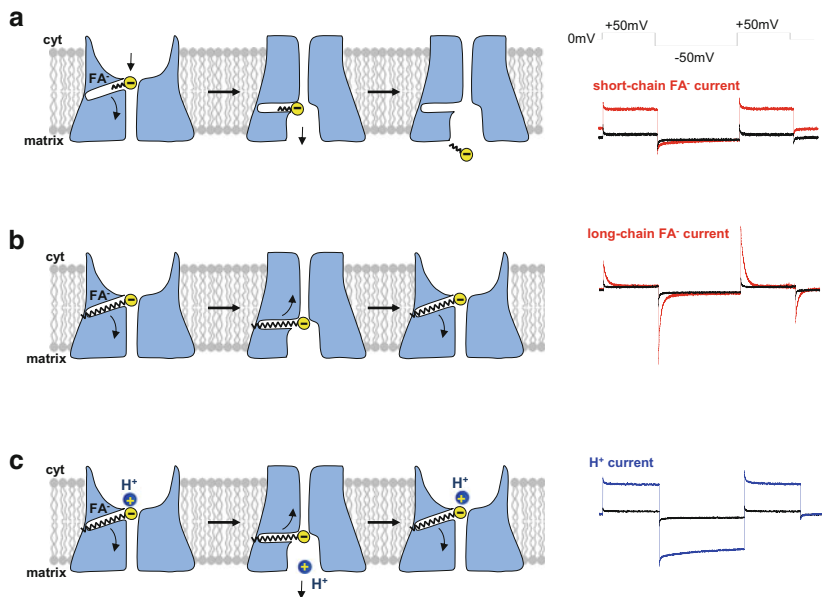 a
cyt
FA⁻
−
−
−
matrix
+50mV
+50mV
0mV
-50mV
short-chain FA⁻ current
b
cyt
FA⁻
−
−
−
matrix
long-chain FA⁻ current
c
cyt
H⁺
+
FA⁻
−
−
H⁺
+
−
matrix
+
H⁺
H⁺ current